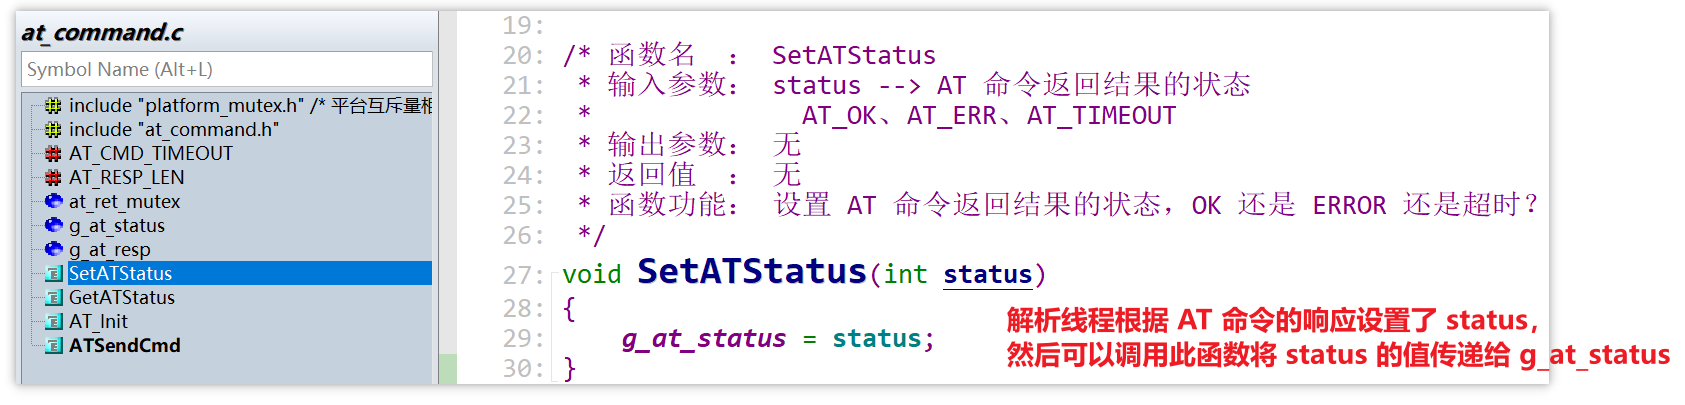 at_command.c
Symbol Name (Alt+L)
include "platform_mutex.h" /* 平台互斥量相
include "at_command.h"
AT_CMD_TIMEOUT
AT_RESP_LEN
at_ret_mutex
g_at_status
g_at_resp
SetATStatus
GetATStatus
AT_Init
ATSendCmd
19:
20: /* 函数名 ： SetATStatus
21: * 输入参数： status --> AT 命令返回结果的状态
22: * AT_OK、AT_ERR、AT_TIMEOUT
23: * 输出参数： 无
24: * 返回值 ： 无
25: * 函数功能： 设置 AT 命令返回结果的状态，OK 还是 ERROR 还是超时？
26: */
27: void SetATStatus(int status)
28: {
29: g_at_status = status;
30: }
解析线程根据 AT 命令的响应设置了 status，
然后可以调用此函数将 status 的值传递给 g_at_status